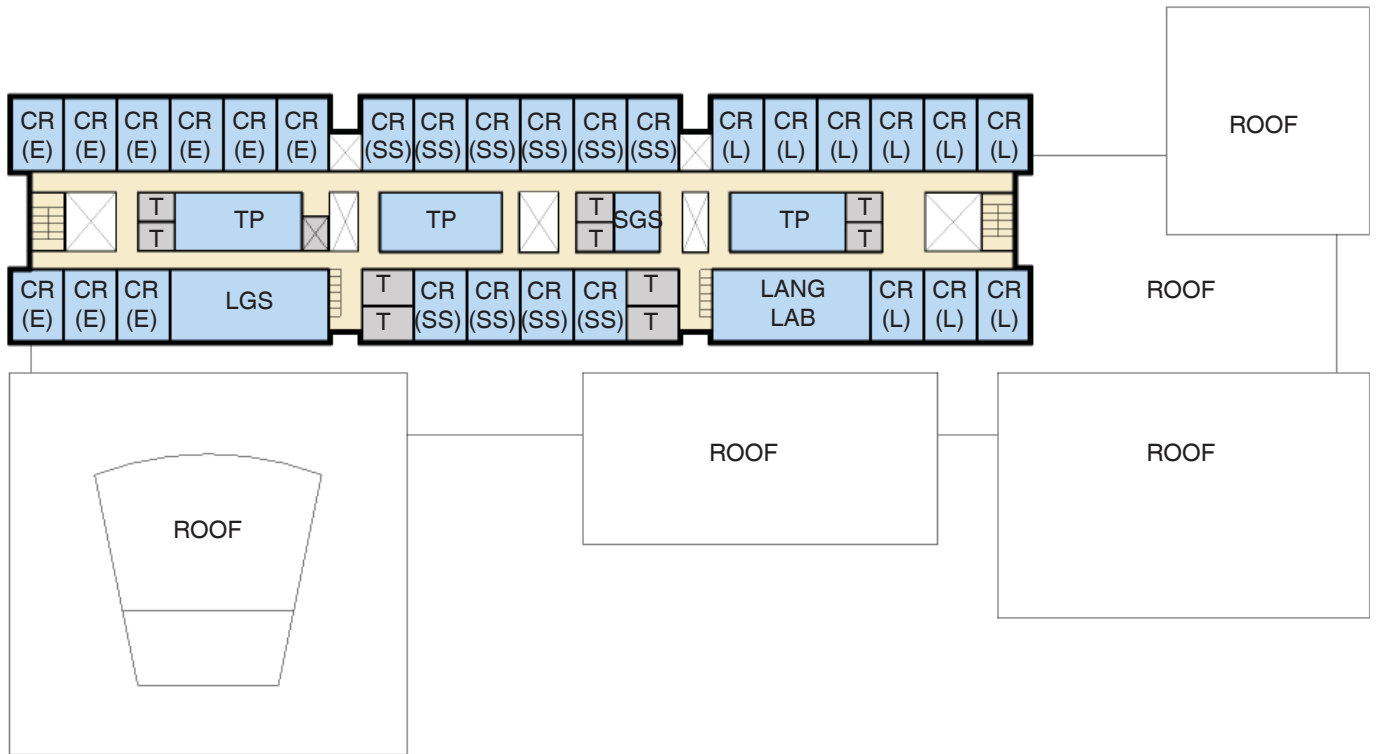 CR CR CR CR CR CR CR CR CR CR CR CR CR CR CR CR CR CR
(E) (E) (E) (E) (E) (E) (SS) (SS) (SS) (SS) (SS) (SS) (L) (L) (L) (L) (L) (L)
ROOF
T TP TP T SGS TP T
T T T
CR CR CR LGS T CR CR CR CR T LANG CR CR CR
(E) (E) (E) T (SS) (SS) (SS) (SS) T LAB (L) (L) (L)
ROOF
ROOF
ROOF
ROOF